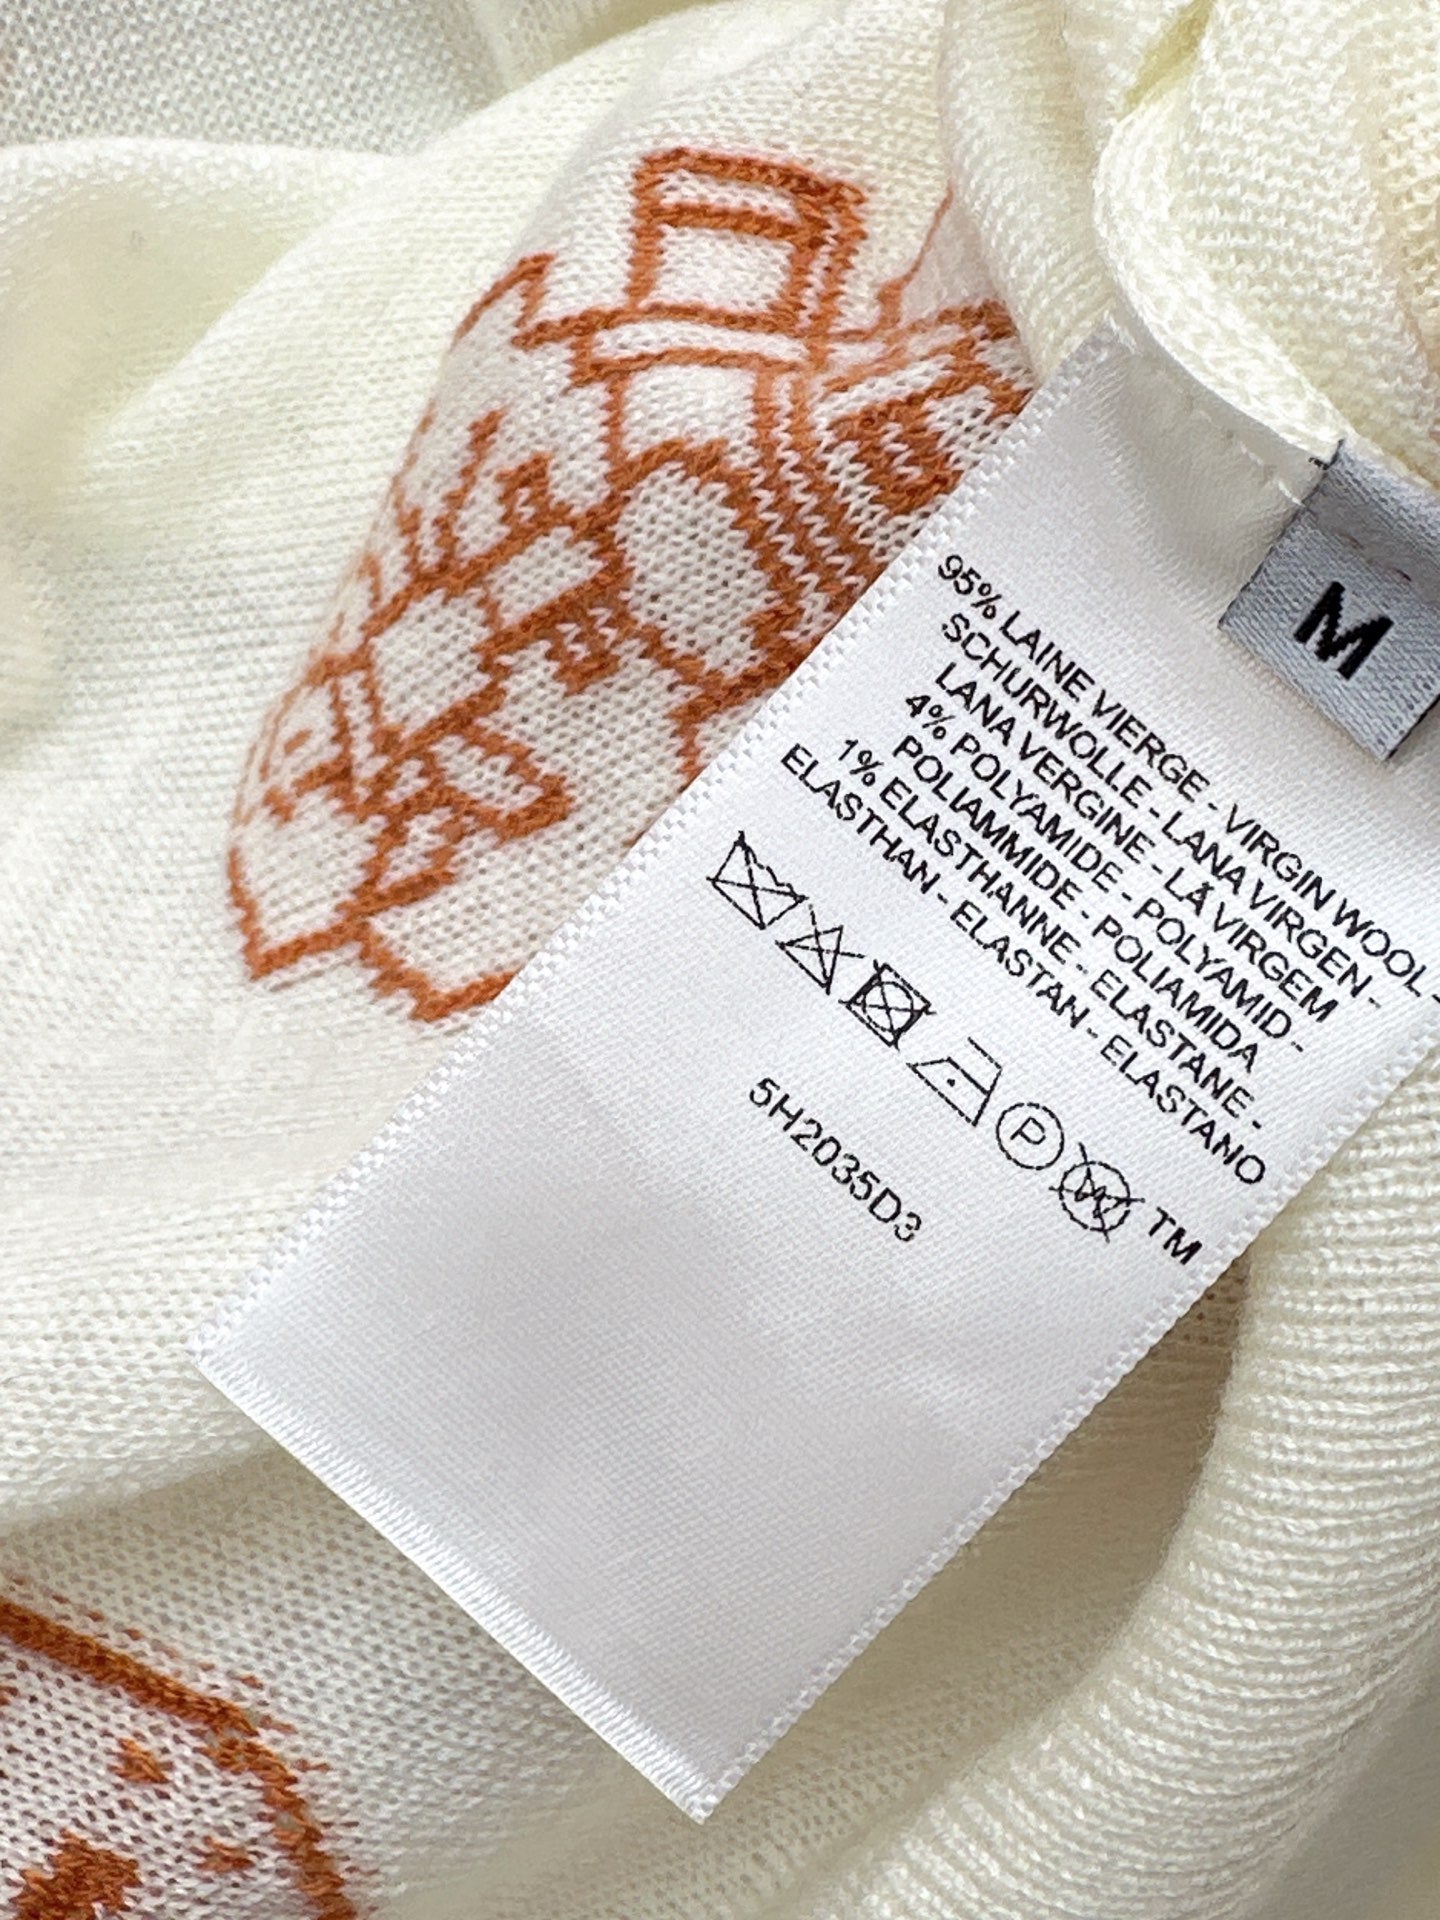 M
95% LAINE VIERGE - VIRGIN WOOL -
SCHURWOLLE - LANA VIRGEN -
LANA VERGINE - LÃ VIRGEM
4% POLYAMIDE - POLYAMID -
POLIAMMIDE - POLIAMIDA
1% ELASTHANNE - ELASTANE -
ELASTHAN - ELASTAN - ELASTANO
P W TM
5H2035D3